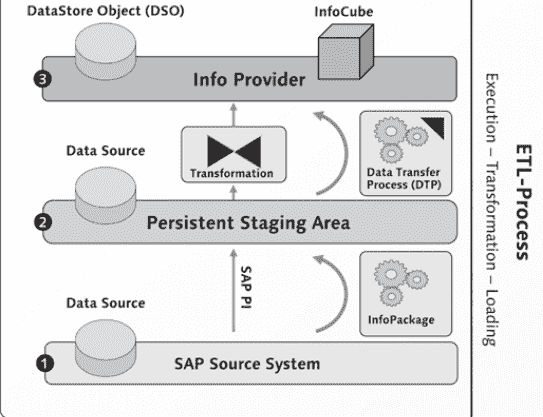 DataStore Object (DSO)
InfoCube
3
Info Provider
Transformation
Data Transfer
Process (DTP)
Data Source
2
Persistent Staging Area
SAP PI
InfoPackage
Data Source
1
SAP Source System
ETL-Process
Execution – Transformation – Loading